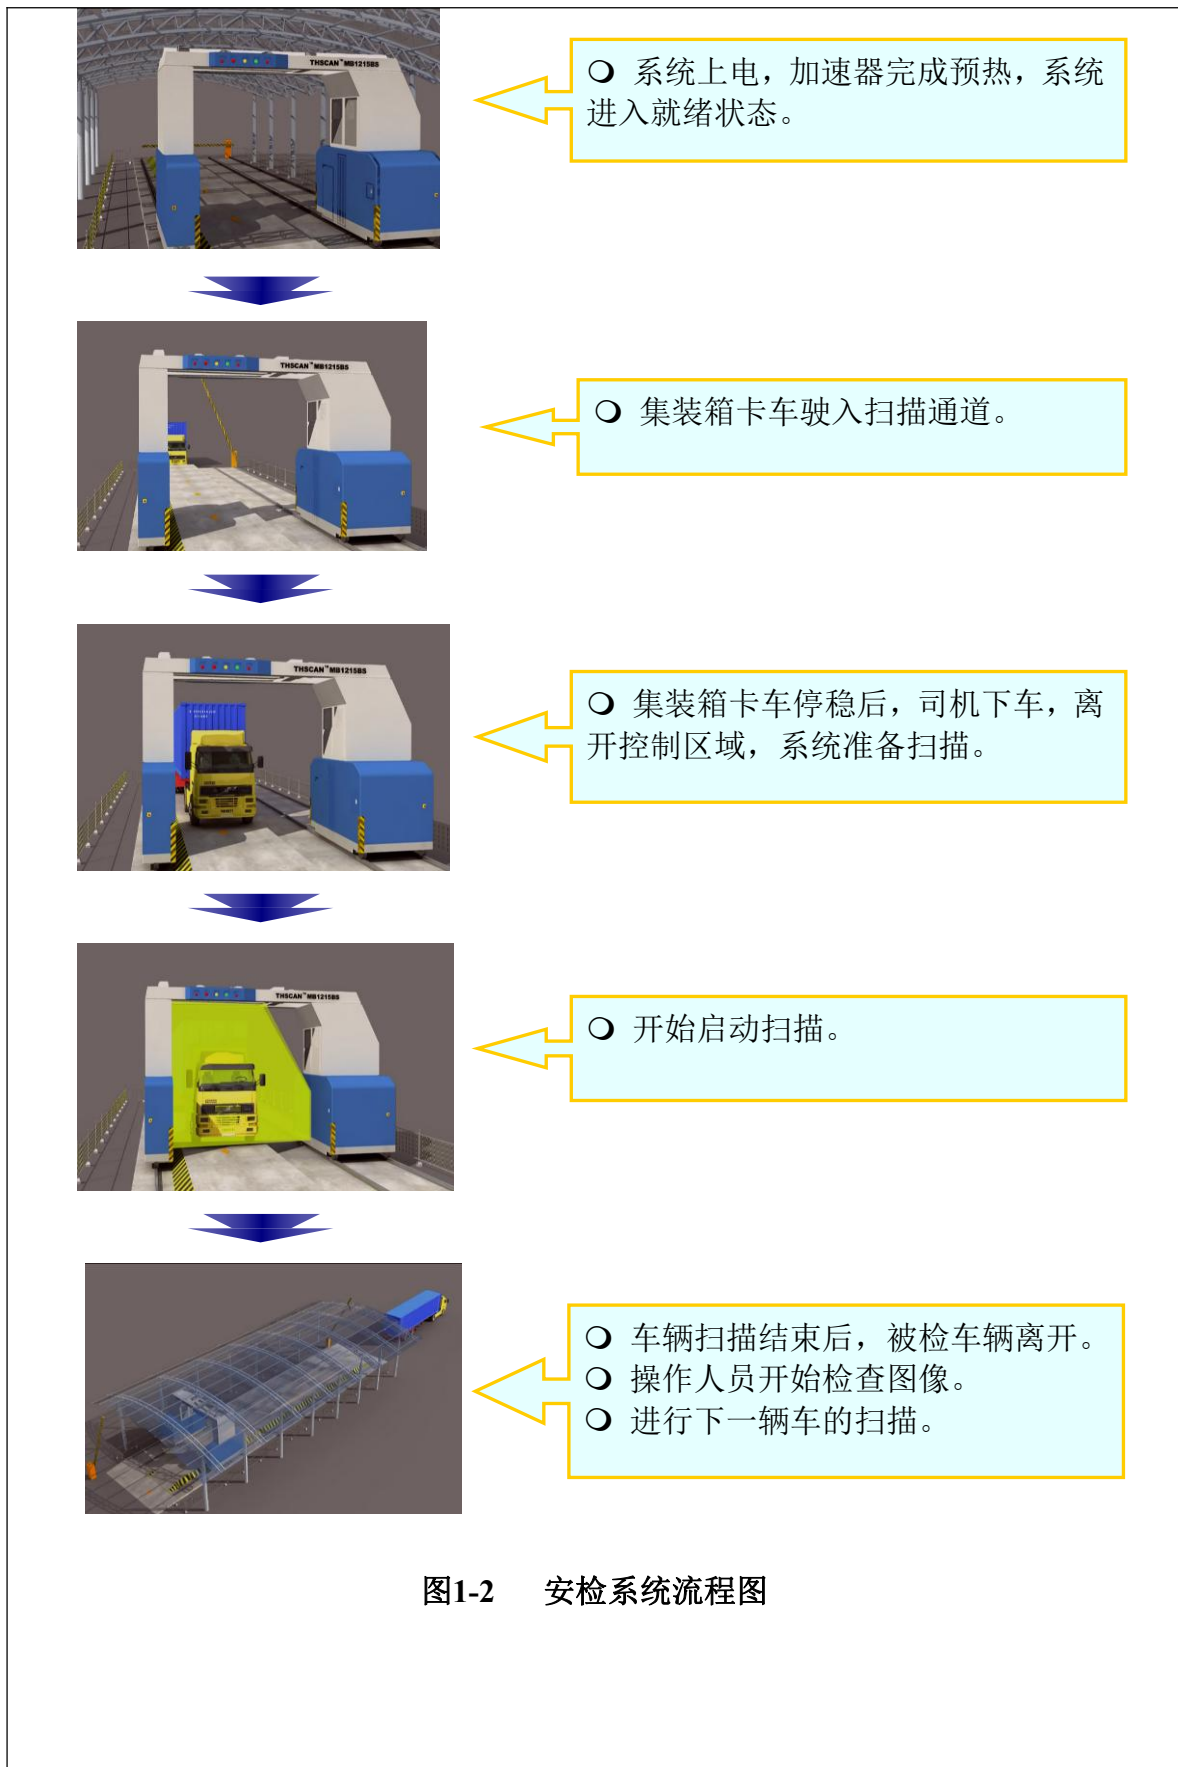 THSCAN™MB1215BS
○ 系统上电，加速器完成预热，系统
进入就绪状态。
THSCAN™MB1215BS
○ 集装箱卡车驶入扫描通道。
THSCAN™MB1215BS
○ 集装箱卡车停稳后，司机下车，离
开控制区域，系统准备扫描。
THSCAN™MB1215BS
○ 开始启动扫描。
○ 车辆扫描结束后，被检车辆离开。
○ 操作人员开始检查图像。
○ 进行下一辆车的扫描。
图1-2 安检系统流程图